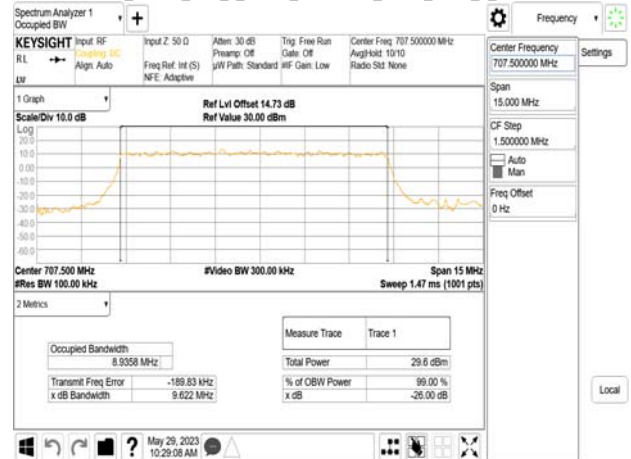 Spectrum Analyzer 1
Occupied BW
+
Frequency
KEYSIGHT Input: RF
RL
Coupling: DC
Align: Auto
LXI
Input Z: 50 Ω
Freq Ref: Int (S)
NFE: Adaptive
Atten: 30 dB
Preamp: Off
µW Path: Standard
Trig: Free Run
Gate: Off
#IF Gain: Low
Center Freq: 707.500000 MHz
Avg|Hold: 10/10
Radio Std: None
Center Frequency
707.500000 MHz
Settings
Span
15.000 MHz
CF Step
1.500000 MHz
Auto
Man
Freq Offset
0 Hz
Local
1 Graph
Scale/Div 10.0 dB
Ref Lvl Offset 14.73 dB
Ref Value 30.00 dBm
Log
20.0
10.0
0.00
-10.0
-20.0
-30.0
-40.0
-50.0
-60.0
Center 707.500 MHz
#Video BW 300.00 kHz
Span 15 MHz
#Res BW 100.00 kHz
Sweep 1.47 ms (1001 pts)
2 Metrics
Measure Trace Trace 1
Occupied Bandwidth
8.9358 MHz
Total Power 29.6 dBm
Transmit Freq Error -189.83 kHz
% of OBW Power 99.00 %
x dB Bandwidth 9.622 MHz
x dB -26.00 dB
?
May 29, 2023
10:29:08 AM